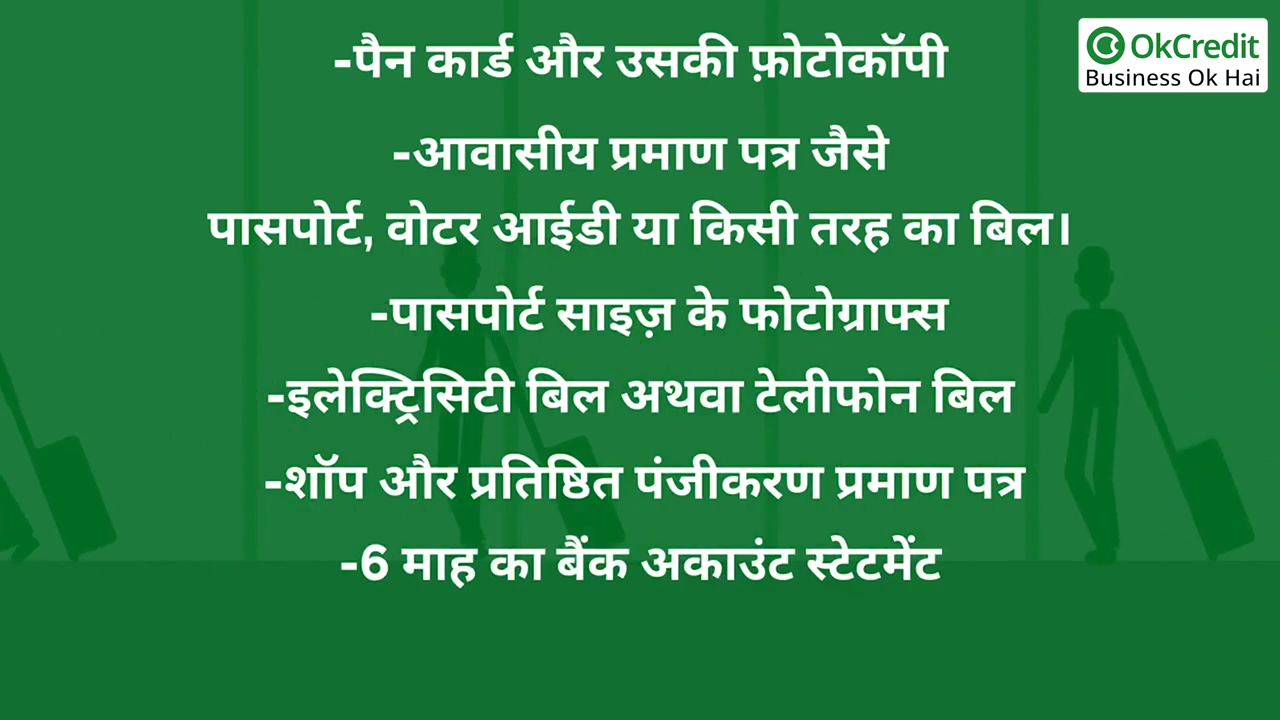 OkCredit
Business Ok Hai
-पैन कार्ड और उसकी फ़ोटोकॉपी
-आवासीय प्रमाण पत्र जैसे
पासपोर्ट, वोटर आईडी या किसी तरह का बिल।
-पासपोर्ट साइज़ के फोटोग्राफ्स
-इलेक्ट्रिसिटी बिल अथवा टेलीफोन बिल
-शॉप और प्रतिष्ठित पंजीकरण प्रमाण पत्र
-6 माह का बैंक अकाउंट स्टेटमेंट